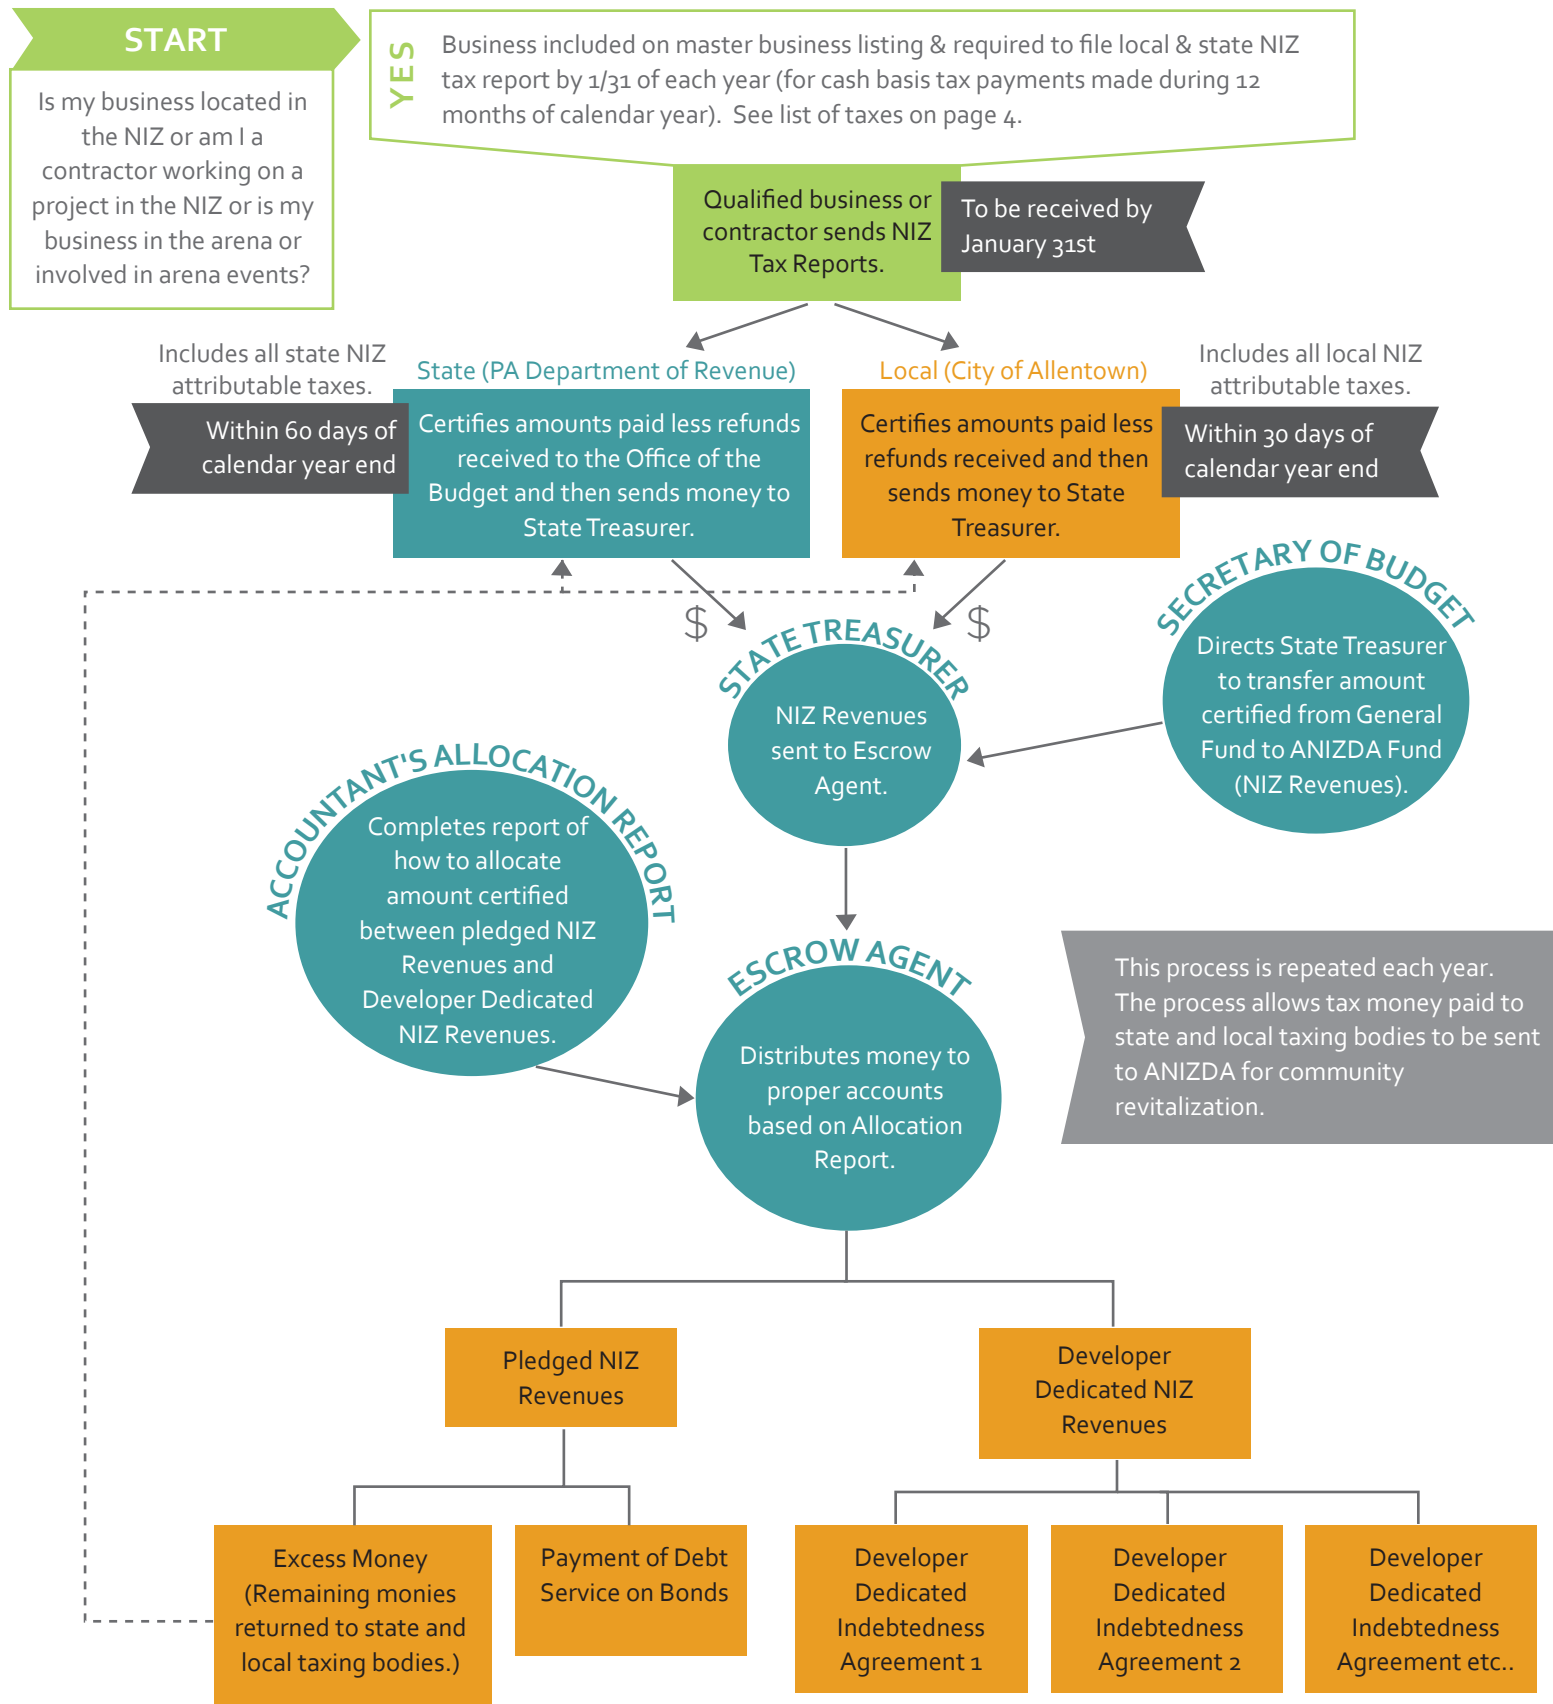 START
Is my business located in
the NIZ or am I a
contractor working on a
project in the NIZ or is my
business in the arena or
involved in arena events?
YES
Business included on master business listing & required to file local & state NIZ
tax report by 1/31 of each year (for cash basis tax payments made during 12
months of calendar year).  See list of taxes on page 4.
Qualified business or
contractor sends NIZ
Tax Reports.
To be received by
January 31st
Includes all state NIZ
attributable taxes.
Within 60 days of
calendar year end
State (PA Department of Revenue)
Certifies amounts paid less refunds
received to the Office of the
Budget and then sends money to
State Treasurer.
Local (City of Allentown)
Certifies amounts paid less
refunds received and then
sends money to State
Treasurer.
Includes all local NIZ
attributable taxes.
Within 30 days of
calendar year end
$
$
STATE TREASURER
NIZ Revenues
sent to Escrow
Agent.
SECRETARY OF BUDGET
Directs State Treasurer
to transfer amount
certified from General
Fund to ANIZDA Fund
(NIZ Revenues).
ACCOUNTANT'S ALLOCATION REPORT
Completes report of
how to allocate
amount certified
between pledged NIZ
Revenues and
Developer Dedicated
NIZ Revenues.
ESCROW AGENT
Distributes money to
proper accounts
based on Allocation
Report.
This process is repeated each year.
The process allows tax money paid to
state and local taxing bodies to be sent
to ANIZDA for community
revitalization.
Pledged NIZ
Revenues
Developer
Dedicated NIZ
Revenues
Excess Money
(Remaining monies
returned to state and
local taxing bodies.)
Payment of Debt
Service on Bonds
Developer
Dedicated
Indebtedness
Agreement 1
Developer
Dedicated
Indebtedness
Agreement 2
Developer
Dedicated
Indebtedness
Agreement etc..